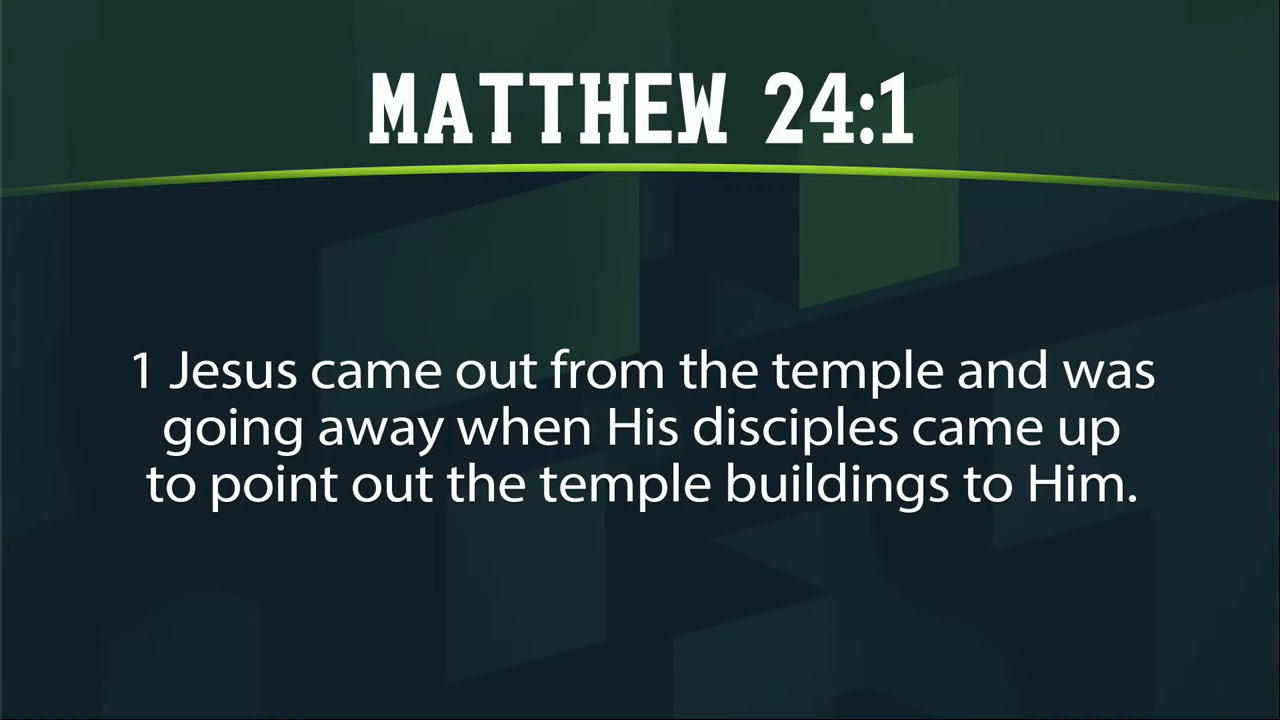 MATTHEW 24:1
1 Jesus came out from the temple and was
going away when His disciples came up
to point out the temple buildings to Him.